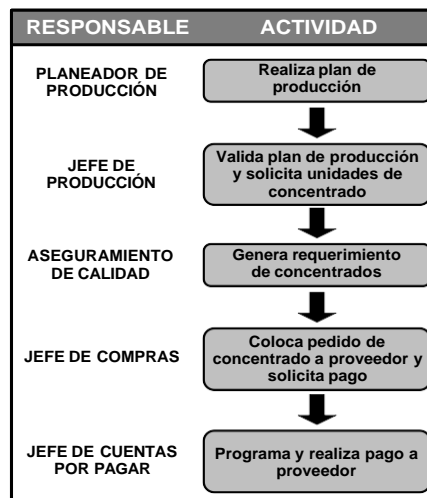 RESPONSABLE ACTIVIDAD
PLANEADOR DE
PRODUCCIÓN
Realiza plan de
producción
JEFE DE
PRODUCCIÓN
Valida plan de producción
y solicita unidades de
concentrado
ASEGURAMIENTO
DE CALIDAD
Genera requerimiento
de concentrados
JEFE DE COMPRAS
Coloca pedido de
concentrado a proveedor y
solicita pago
JEFE DE CUENTAS
POR PAGAR
Programa y realiza pago a
proveedor